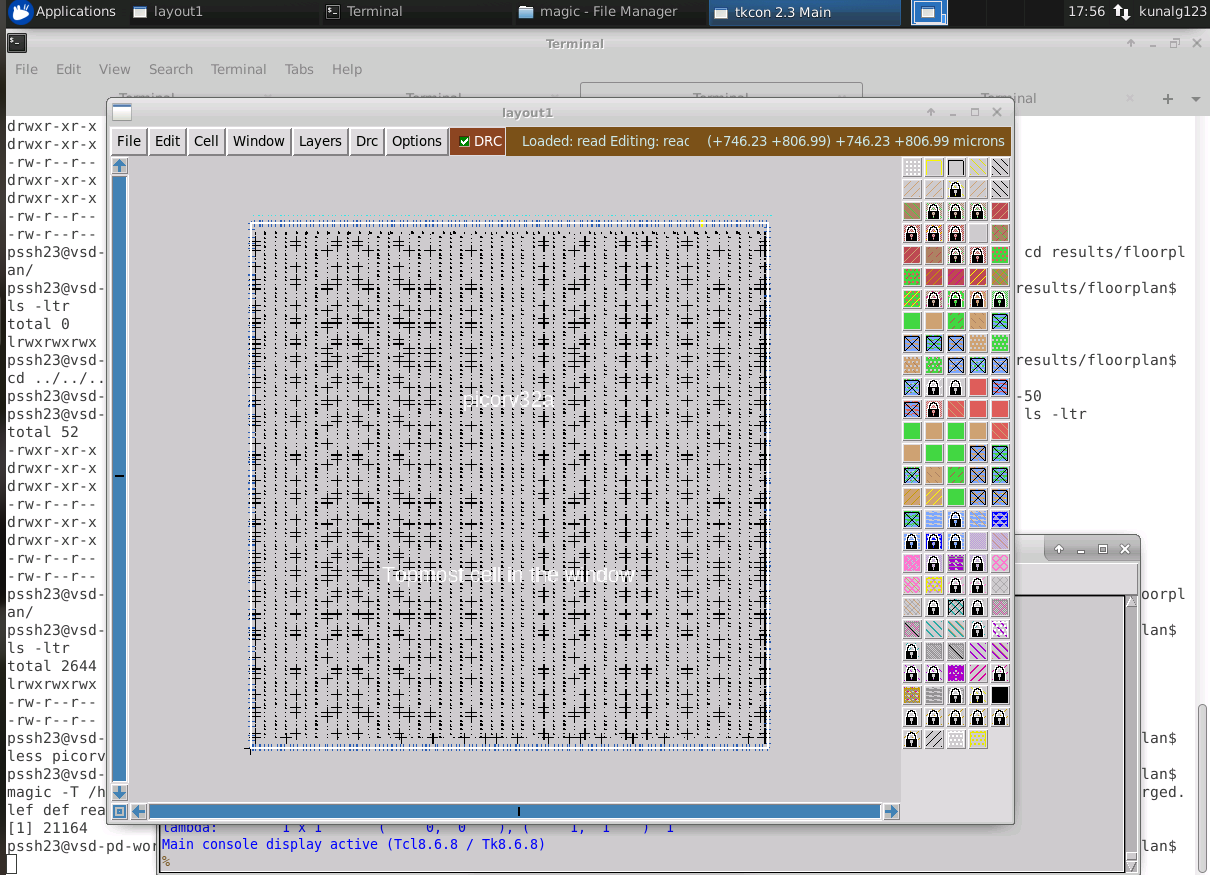 Applications layout1 Terminal magic - File Manager tkcon 2.3 Main 17:56 kunalg123
Terminal
File Edit View Search Terminal Tabs Help
layout1
File Edit Cell Window Layers Drc Options DRC Loaded: read Editing: read (+746.23 +806.99) +746.23 +806.99 microns
drwxr-xr-x
drwxr-xr-x
-rw-r--r--
drwxr-xr-x
drwxr-xr-x
-rw-r--r--
-rw-r--r--
pssh23@vsd- cd results/floorpl
an/
pssh23@vsd- results/floorplan$
ls -ltr
total 0
lrwxrwxrwx
pssh23@vsd- results/floorplan$
cd ../../..
pssh23@vsd- -50
pssh23@vsd- ls -ltr
picorv32a
total 52
-rwxr-xr-x
drwxr-xr-x
drwxr-xr-x
-rw-r--r--
drwxr-xr-x
drwxr-xr-x
-rw-r--r--
-rw-r--r--
Topmost cell in the window
pssh23@vsd- oorpl
an/
pssh23@vsd- lan$
ls -ltr
total 2644
lrwxrwxrwx
-rw-r--r--
-rw-r--r--
pssh23@vsd- lan$
less picorv
pssh23@vsd- lan$
magic -T /h rged.
lef def rea
[1] 21164
lambda: 1 x 1 ( 0, 0 ), ( 1, 1 ) 1
pssh23@vsd-pd-wor Main console display active (Tcl8.6.8 / Tk8.6.8) lan$
%